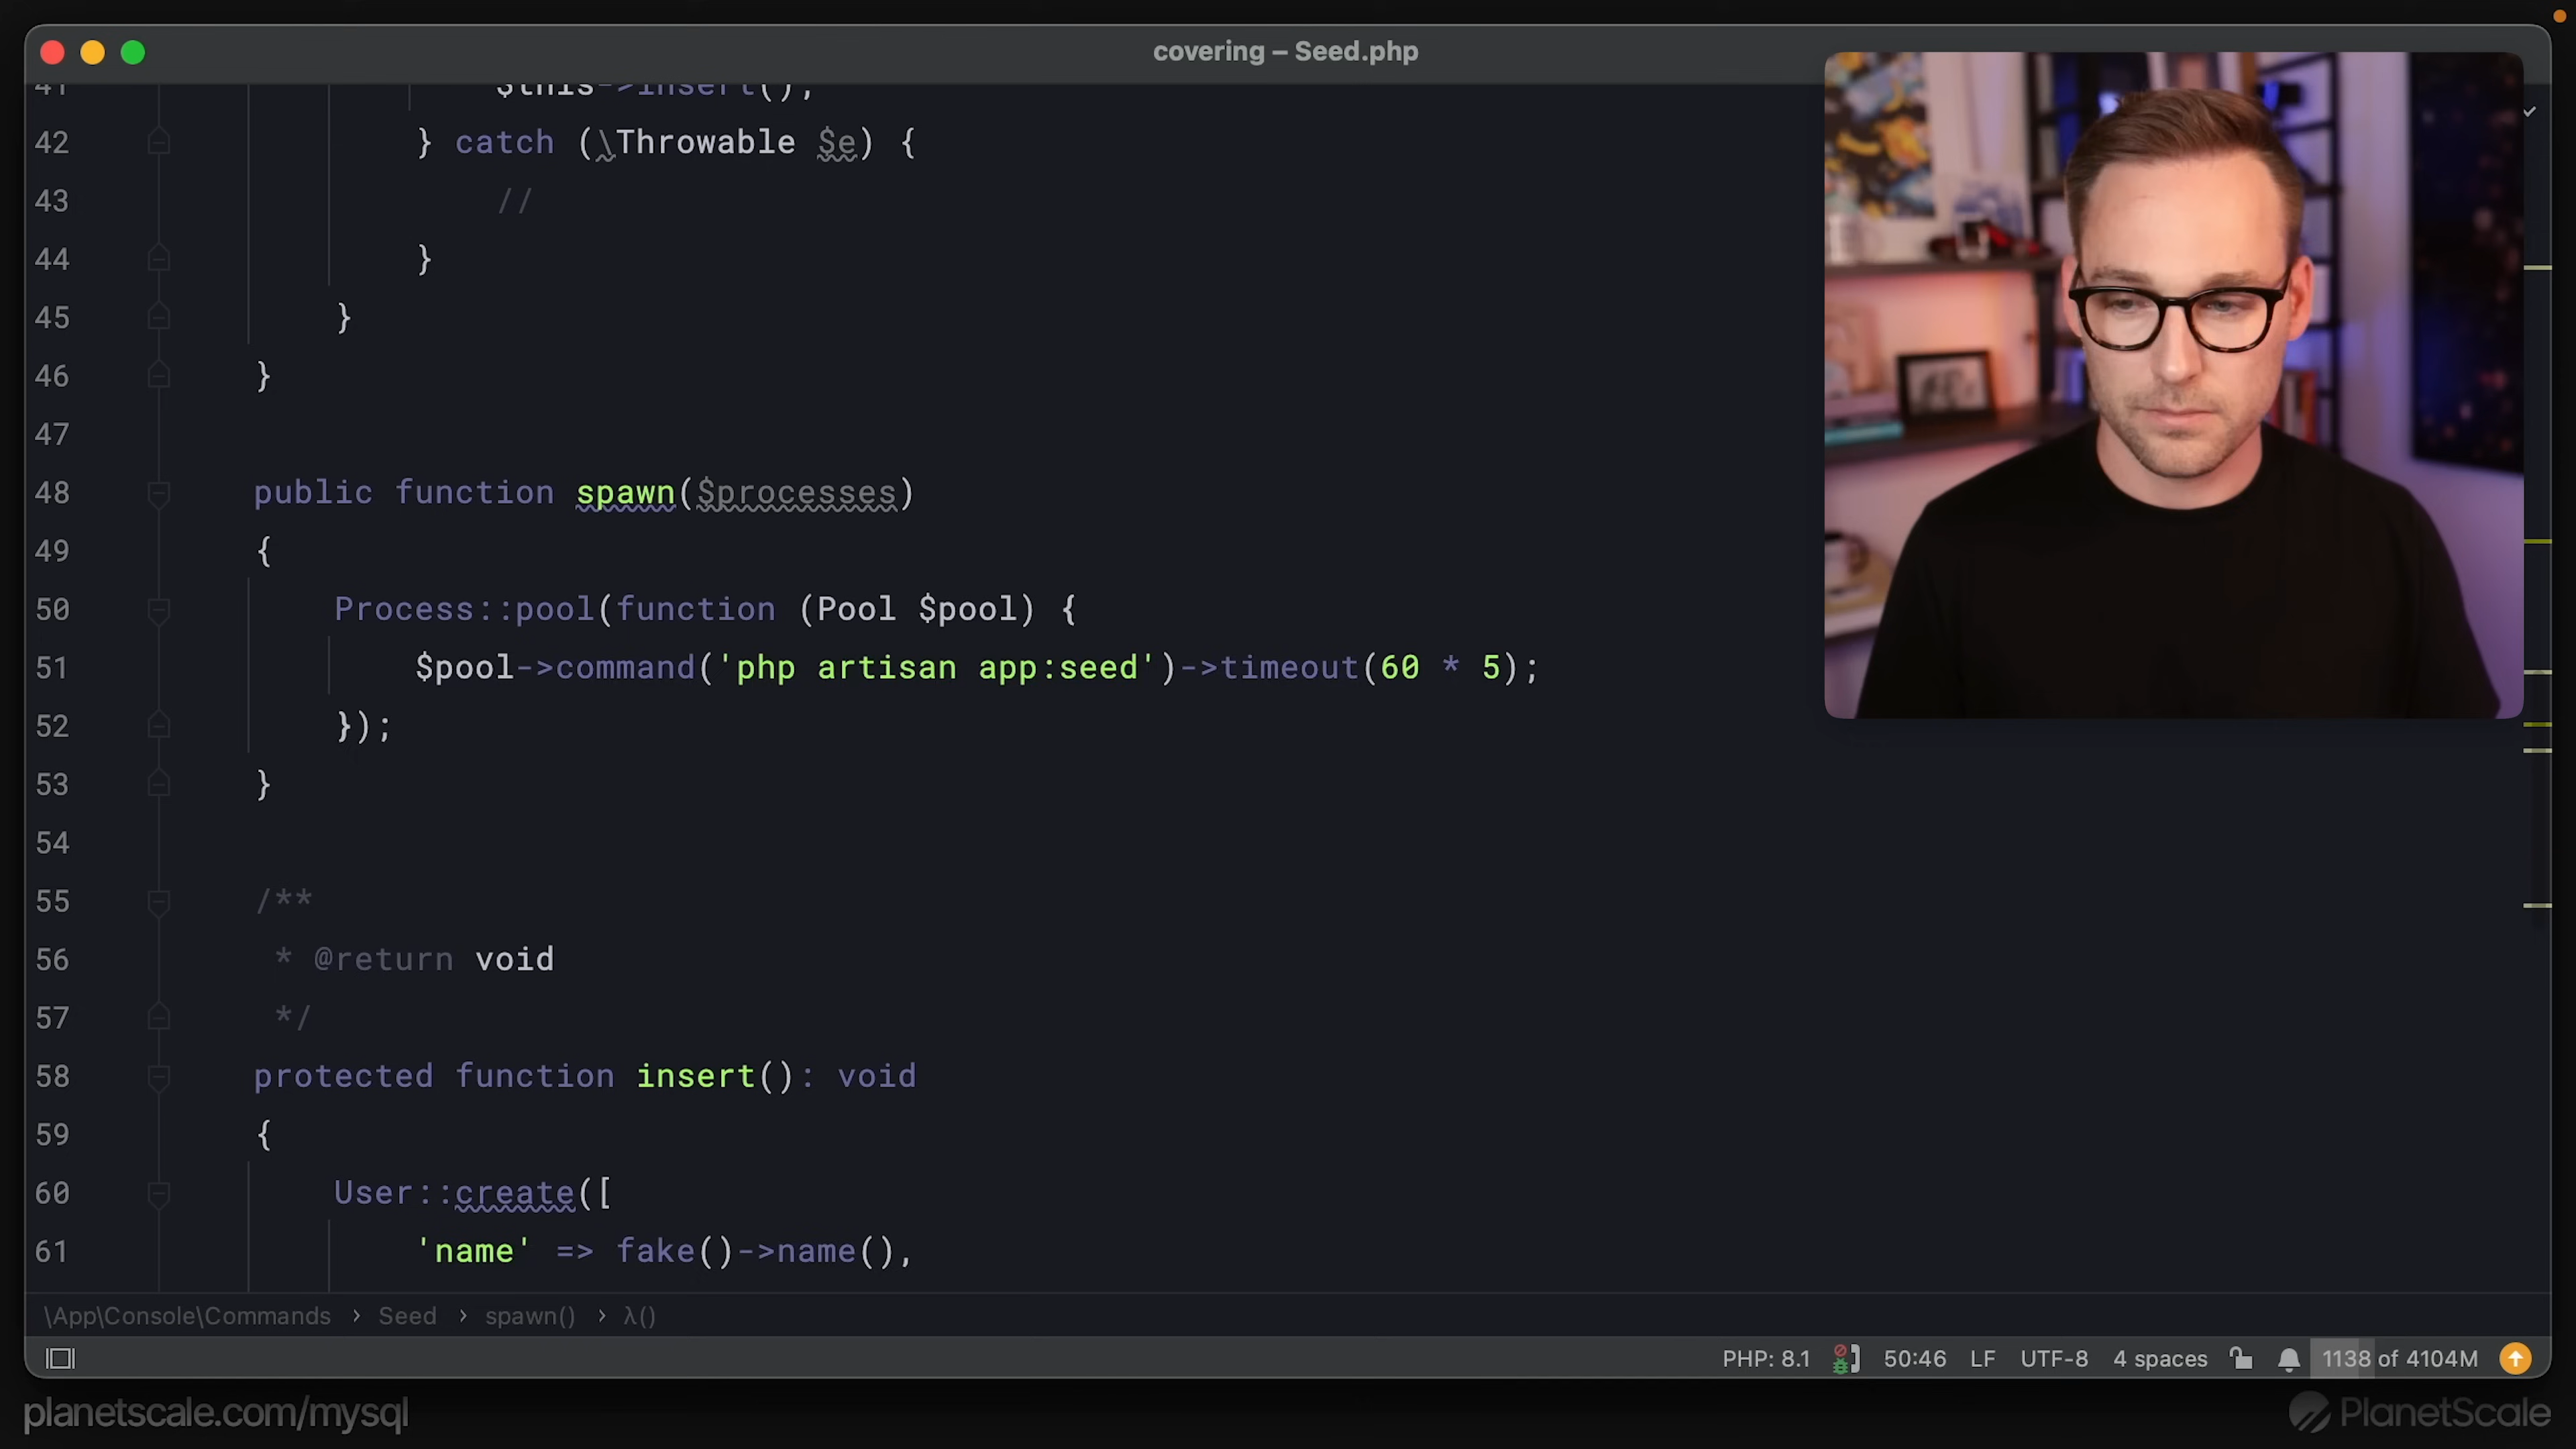 covering – Seed.php
41 $this->insert();
42 } catch (\Throwable $e) {
43 //
44 }
45 }
46 }
47
48 public function spawn($processes)
49 {
50 Process::pool(function (Pool $pool) {
51 $pool->command('php artisan app:seed')->timeout(60 * 5);
52 });
53 }
54
55 /**
56 * @return void
57 */
58 protected function insert(): void
59 {
60 User::create([
61 'name' => fake()->name(),
\App\Console\Commands › Seed › spawn() › λ()
PHP: 8.1 50:46 LF UTF-8 4 spaces 1138 of 4104M
planetscale.com/mysql
PlanetScale